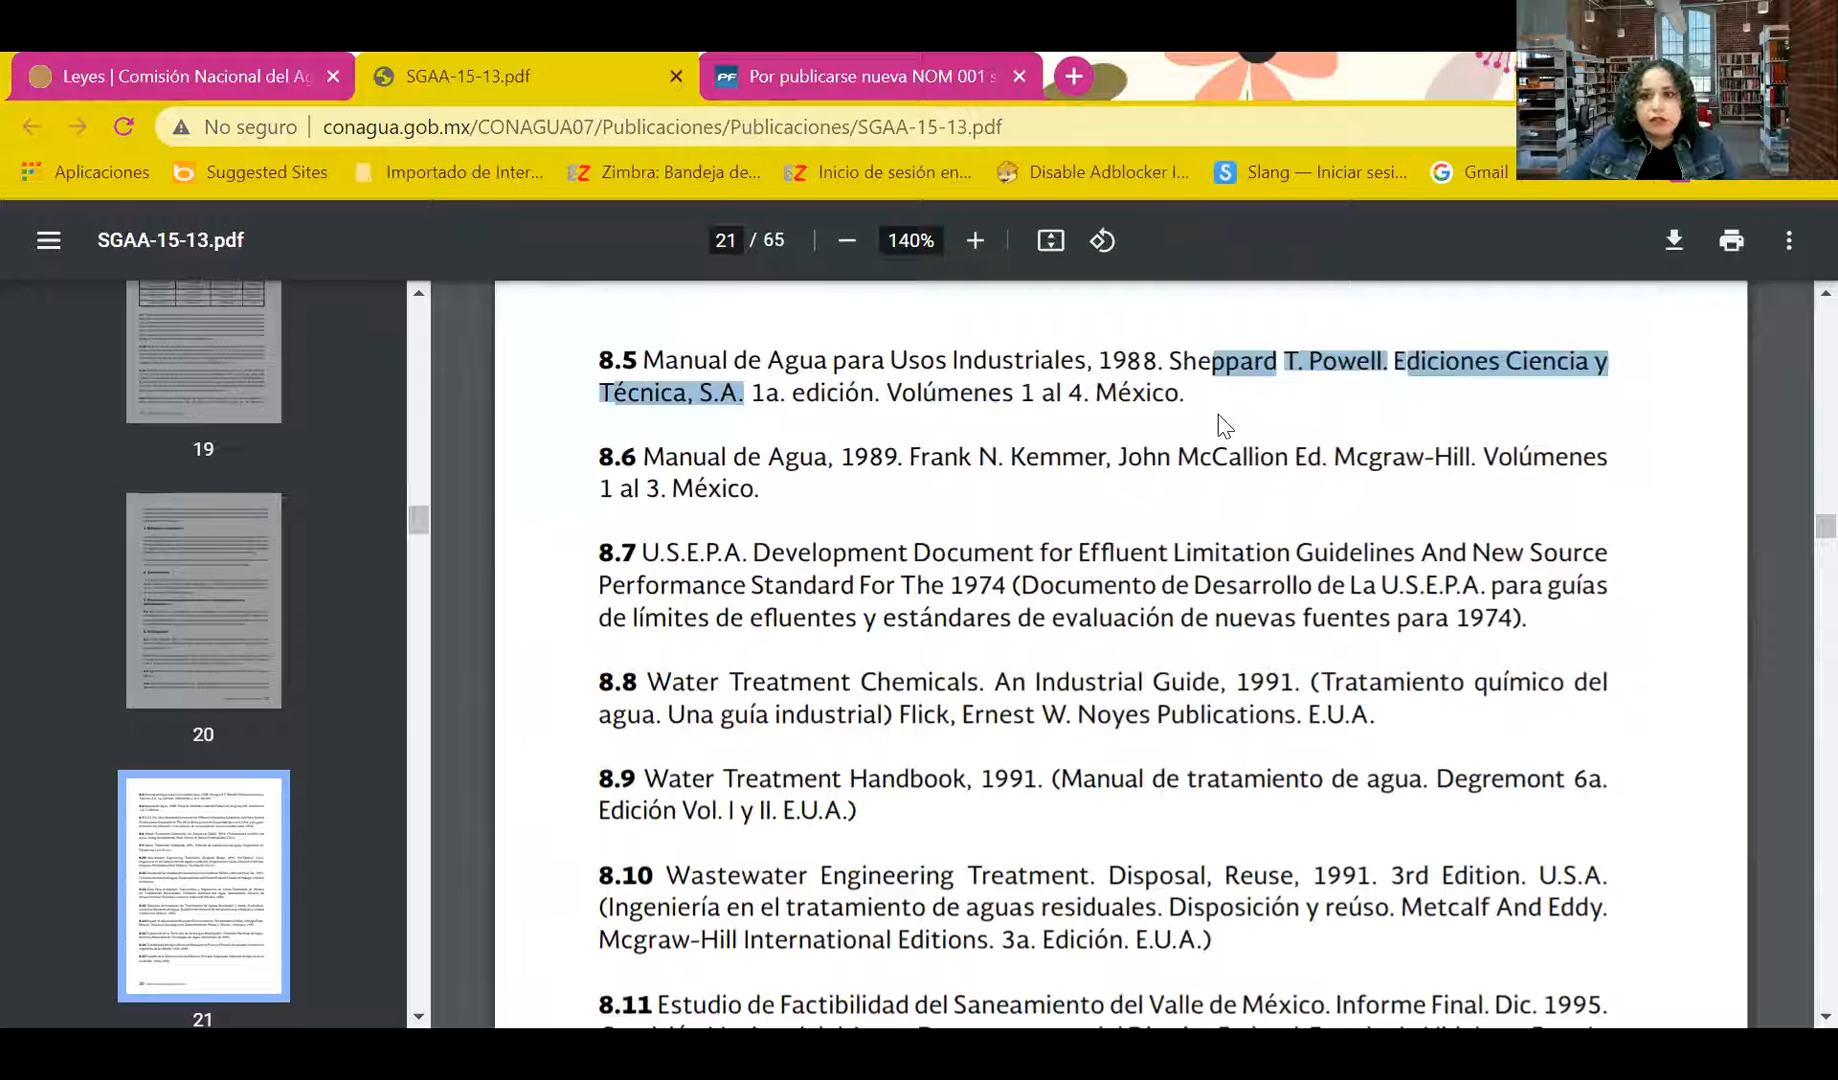 Leyes | Comisión Nacional del Ag
SGAA-15-13.pdf
Por publicarse nueva NOM 001 s
No seguro
conagua.gob.mx/CONAGUA07/Publicaciones/Publicaciones/SGAA-15-13.pdf
Aplicaciones
Suggested Sites
Importado de Inter...
Zimbra: Bandeja de...
Inicio de sesión en...
Disable Adblocker I...
Slang — Iniciar sesi...
Gmail
SGAA-15-13.pdf
21 / 65
140%
19
20
21
8.5 Manual de Agua para Usos Industriales, 1988. Sheppard T. Powell. Ediciones Ciencia y
Técnica, S.A. 1a. edición. Volúmenes 1 al 4. México.
8.6 Manual de Agua, 1989. Frank N. Kemmer, John McCallion Ed. Mcgraw-Hill. Volúmenes
1 al 3. México.
8.7 U.S.E.P.A. Development Document for Effluent Limitation Guidelines And New Source
Performance Standard For The 1974 (Documento de Desarrollo de La U.S.E.P.A. para guías
de límites de efluentes y estándares de evaluación de nuevas fuentes para 1974).
8.8 Water Treatment Chemicals. An Industrial Guide, 1991. (Tratamiento químico del
agua. Una guía industrial) Flick, Ernest W. Noyes Publications. E.U.A.
8.9 Water Treatment Handbook, 1991. (Manual de tratamiento de agua. Degremont 6a.
Edición Vol. I y II. E.U.A.)
8.10 Wastewater Engineering Treatment. Disposal, Reuse, 1991. 3rd Edition. U.S.A.
(Ingeniería en el tratamiento de aguas residuales. Disposición y reúso. Metcalf And Eddy.
Mcgraw-Hill International Editions. 3a. Edición. E.U.A.)
8.11 Estudio de Factibilidad del Saneamiento del Valle de México. Informe Final. Dic. 1995.